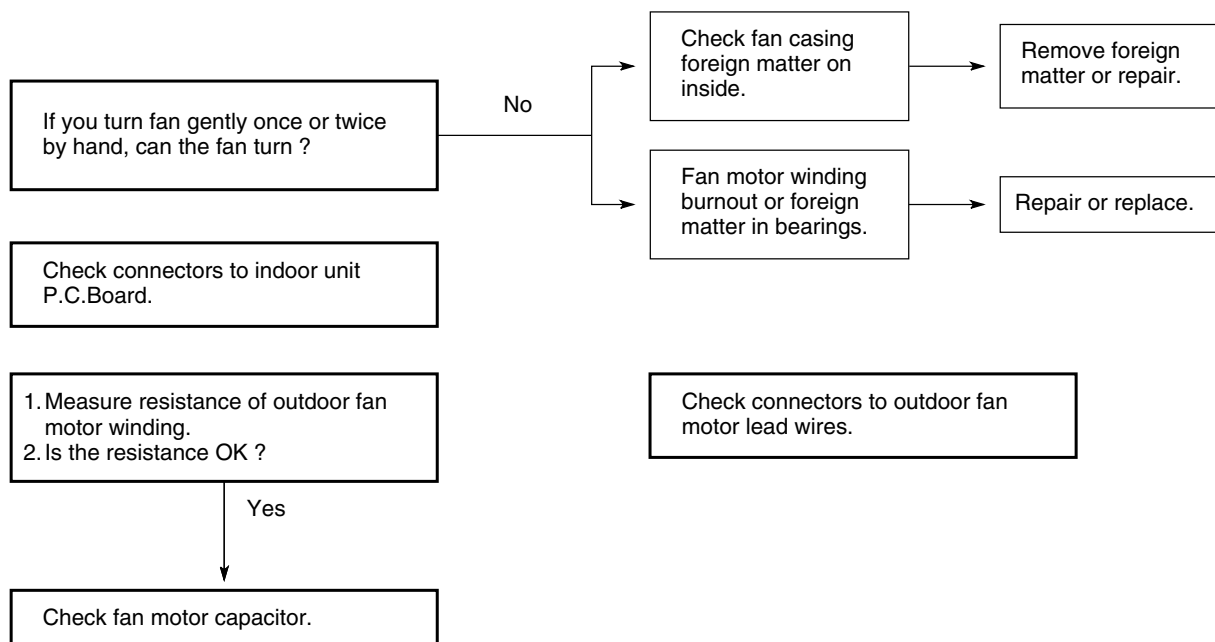 If you turn fan gently once or twice
by hand, can the fan turn ?
No
Check fan casing
foreign matter on
inside.
Remove foreign
matter or repair.
Fan motor winding
burnout or foreign
matter in bearings.
Repair or replace.
Check connectors to indoor unit
P.C.Board.
1. Measure resistance of outdoor fan
motor winding.
2. Is the resistance OK ?
Check connectors to outdoor fan
motor lead wires.
Yes
Check fan motor capacitor.